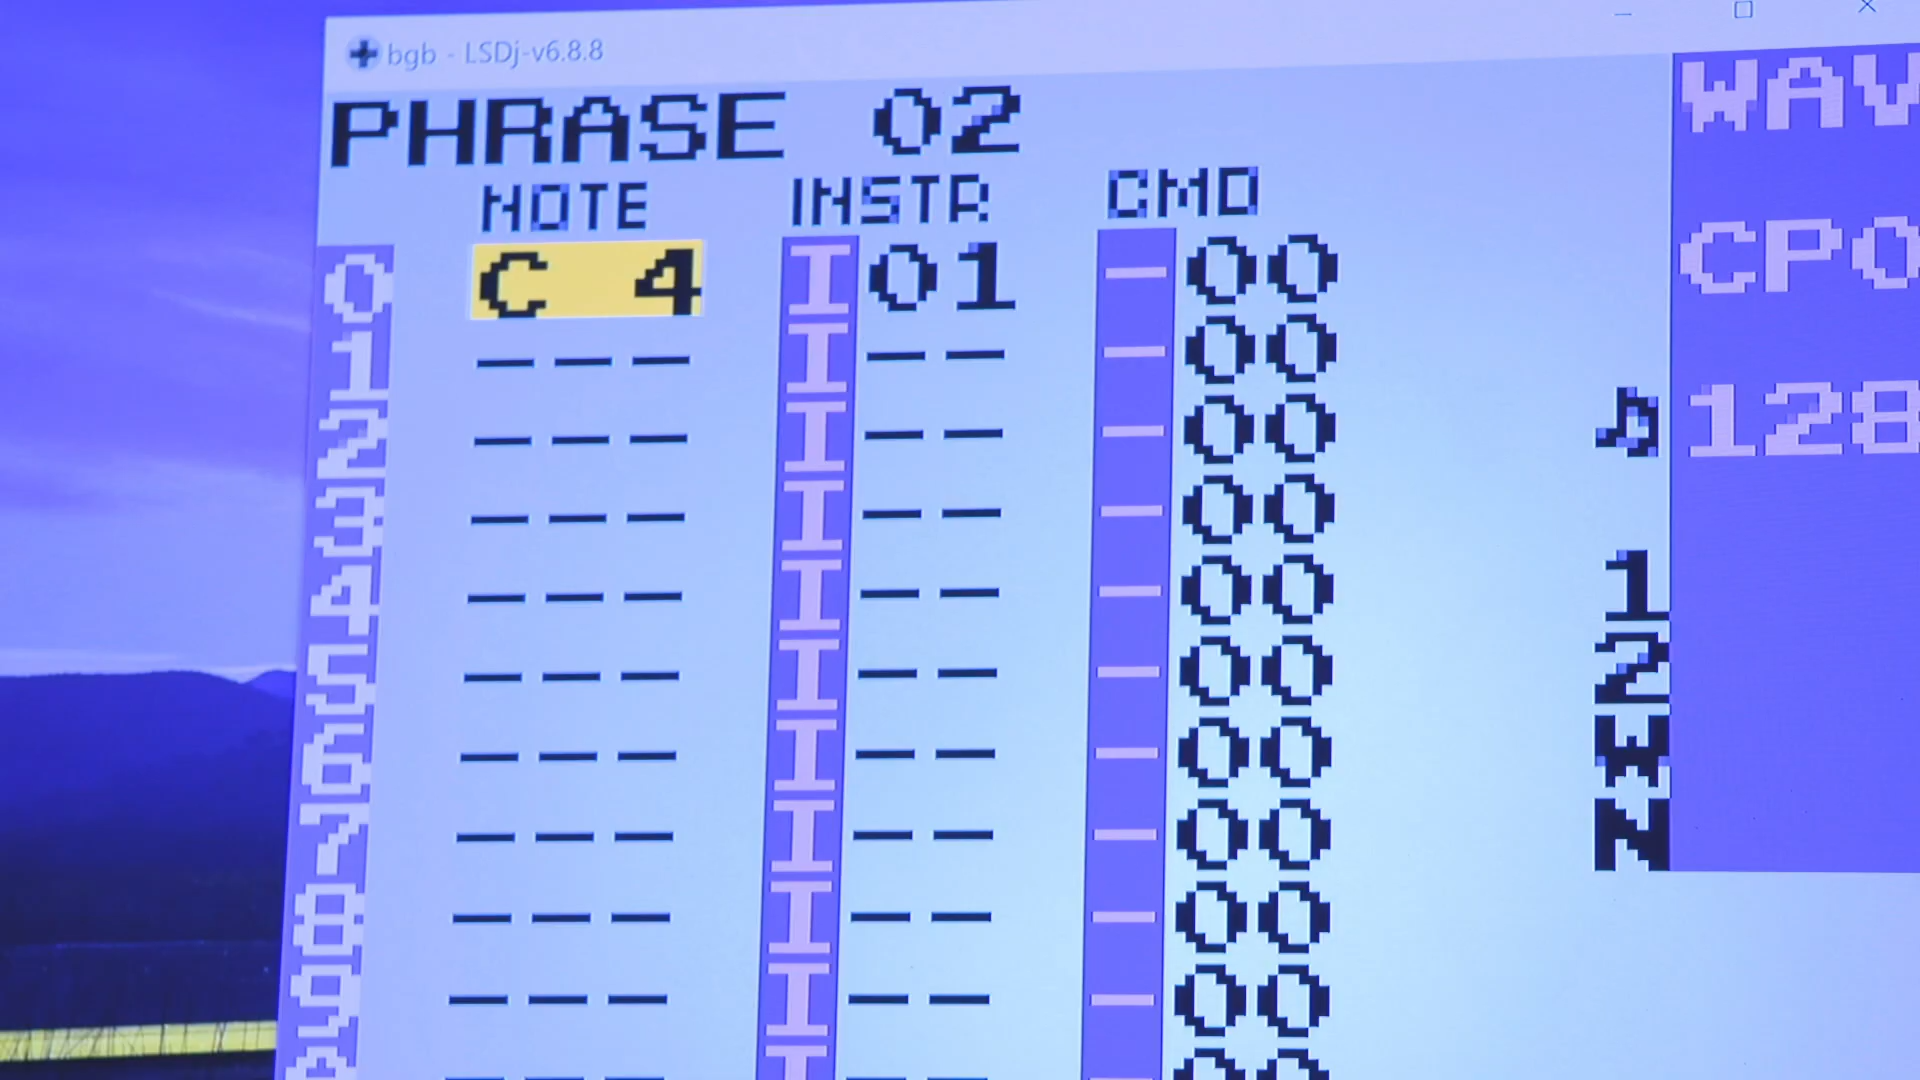 bgb - LSDj-v6.8.8
PHRASE 02
NOTE INSTR CMD
0 C 4 I 01 - 00
1 --- I -- - 00
2 --- I -- - 00
3 --- I -- - 00
4 --- I -- - 00
5 --- I -- - 00
6 --- I -- - 00
7 --- I -- - 00
8 --- I -- - 00
9 --- I -- - 00
WAV
128
1
2
W
N